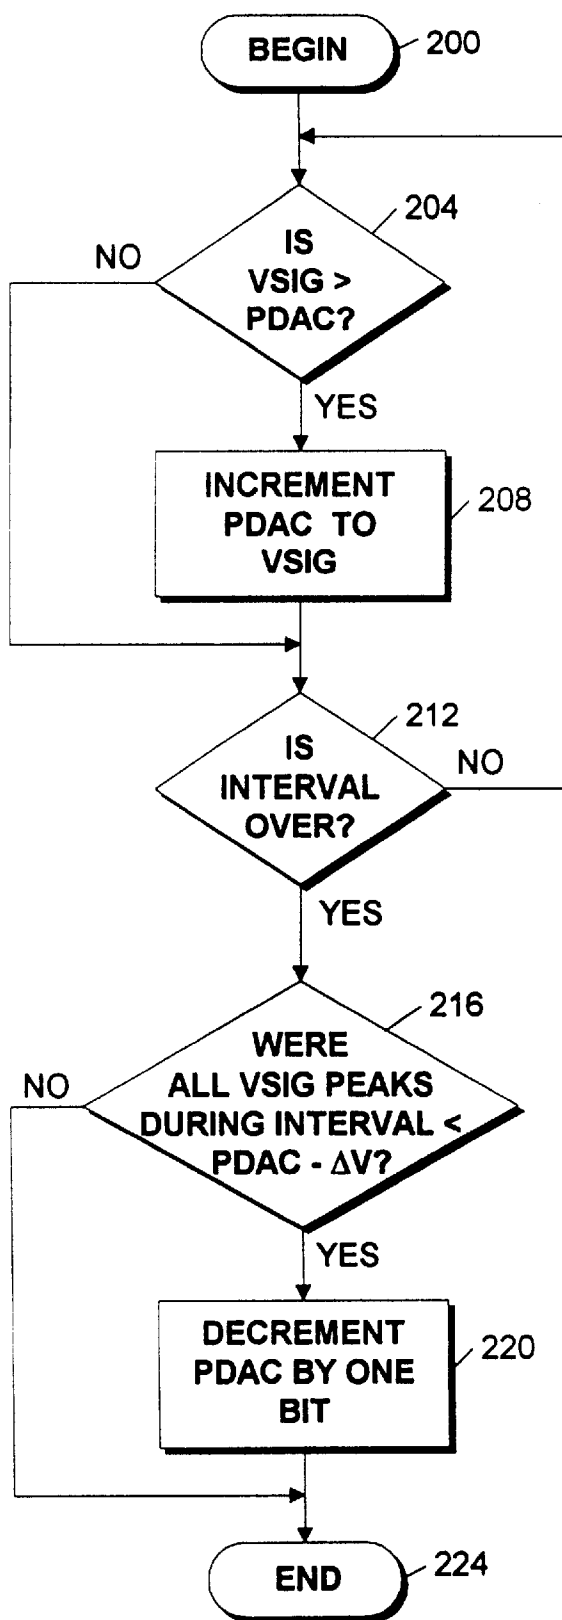 BEGIN
200
204
IS
VSIG >
PDAC?
NO
YES
INCREMENT
PDAC TO
VSIG
208
212
IS
INTERVAL
OVER?
NO
YES
216
WERE
ALL VSIG PEAKS
DURING INTERVAL <
PDAC - ΔV?
NO
YES
DECREMENT
PDAC BY ONE
BIT
220
END
224